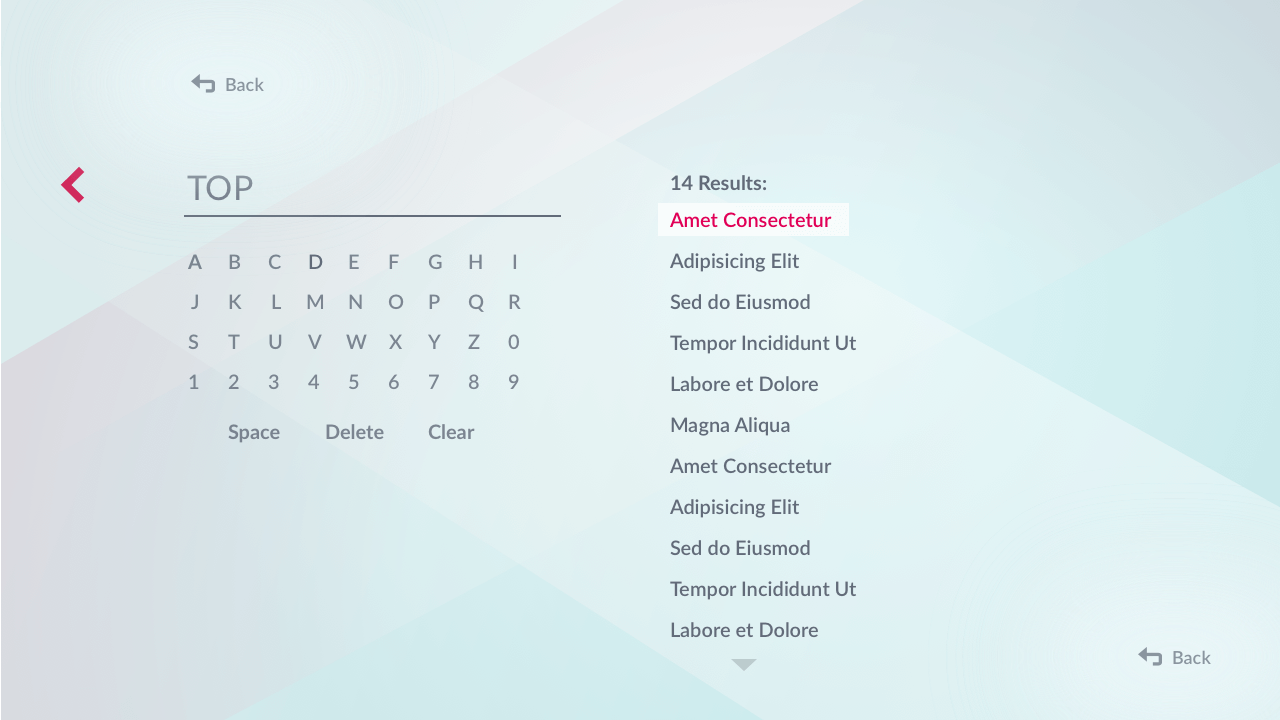 Back
TOP
A B C D E F G H I
J K L M N O P Q R
S T U V W X Y Z 0
1 2 3 4 5 6 7 8 9
Space Delete Clear
14 Results:
Amet Consectetur
Adipisicing Elit
Sed do Eiusmod
Tempor Incididunt Ut
Labore et Dolore
Magna Aliqua
Amet Consectetur
Adipisicing Elit
Sed do Eiusmod
Tempor Incididunt Ut
Labore et Dolore
Back